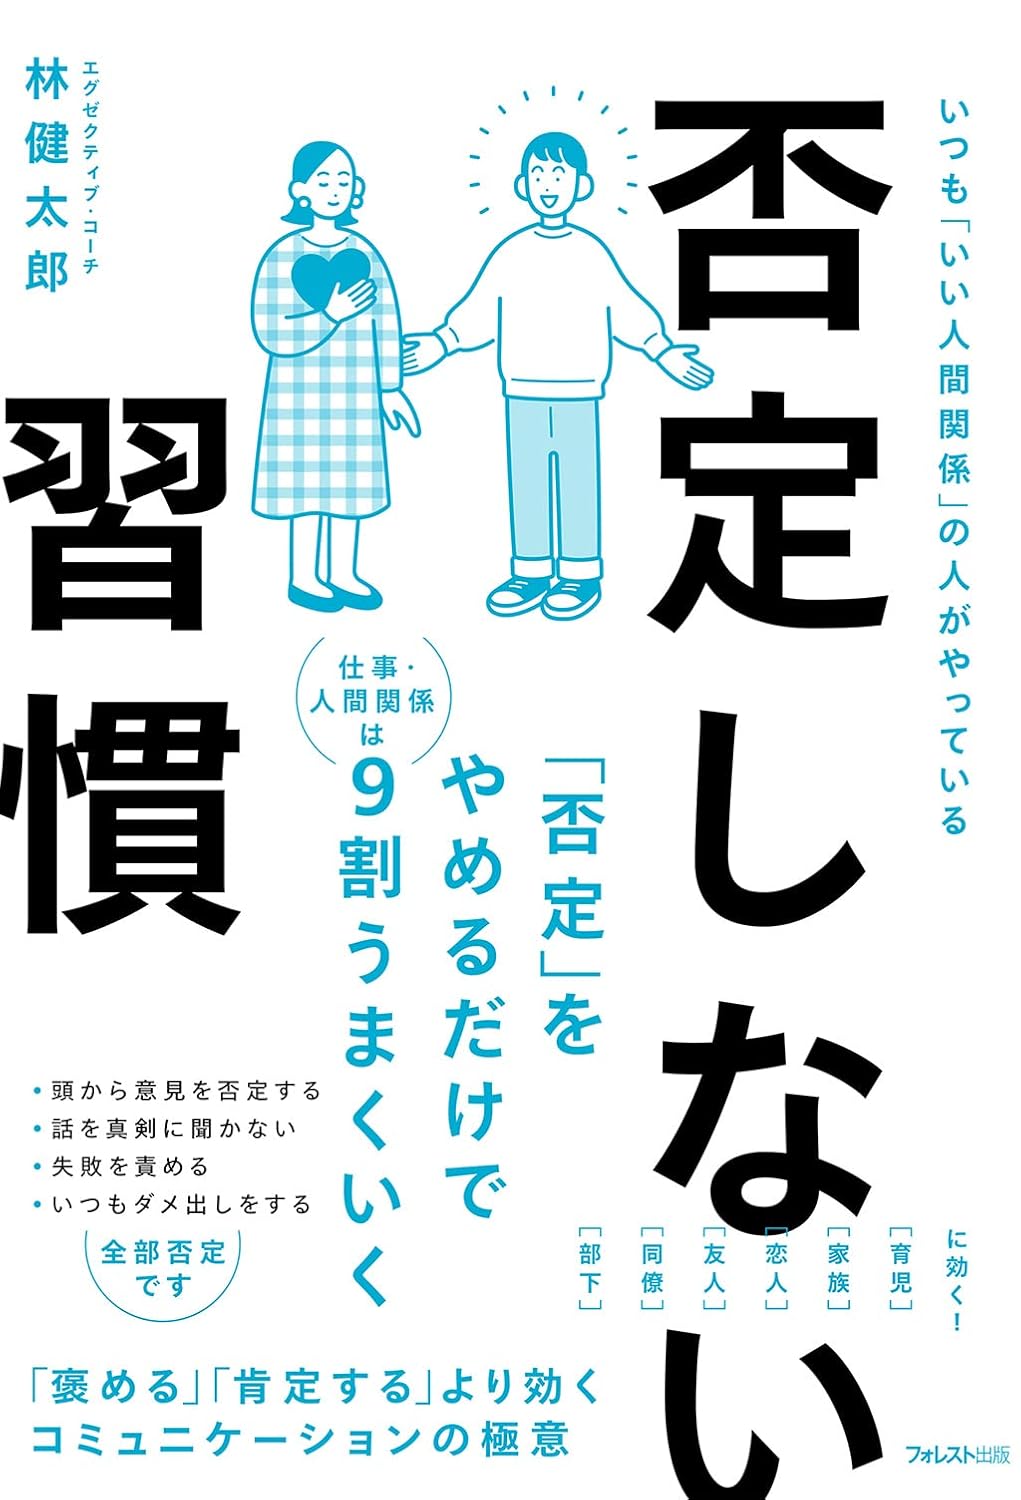 いつも「いい人間関係」の人がやっている
否定しない
習慣
エグゼクティブ・コーチ
林健太郎
仕事・
人間関係
は
「否定」を
やめるだけで
9割うまくいく
・頭から意見を否定する
・話を真剣に聞かない
・失敗を責める
・いつもダメ出しをする
全部否定
です
[部下]
[同僚]
[友人]
[恋人]
[家族]
[育児]
に効く！
「褒める」「肯定する」より効く
コミュニケーションの極意
フォレスト出版